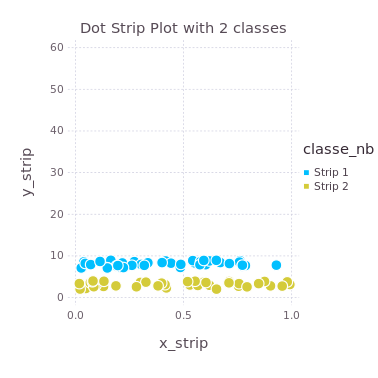 Dot Strip Plot with 2 classes
60
50
40
30
20
10
0
y_strip
0.0
0.5
1.0
x_strip
classe_nb
Strip 1
Strip 2